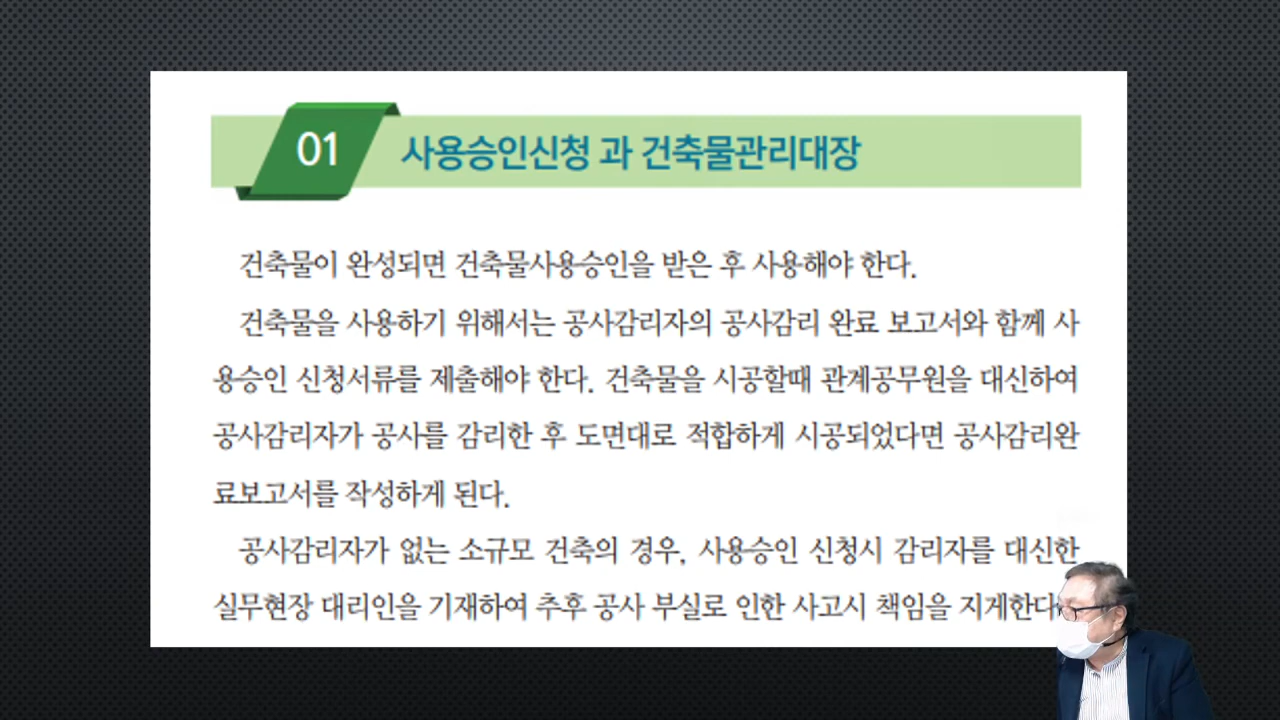 01
사용승인신청 과 건축물관리대장
건축물이 완성되면 건축물사용승인을 받은 후 사용해야 한다.
건축물을 사용하기 위해서는 공사감리자의 공사감리 완료 보고서와 함께 사
용승인 신청서류를 제출해야 한다. 건축물을 시공할때 관계공무원을 대신하여
공사감리자가 공사를 감리한 후 도면대로 적합하게 시공되었다면 공사감리완
료보고서를 작성하게 된다.
공사감리자가 없는 소규모 건축의 경우, 사용승인 신청시 감리자를 대신한
실무현장 대리인을 기재하여 추후 공사 부실로 인한 사고시 책임을 지게한다